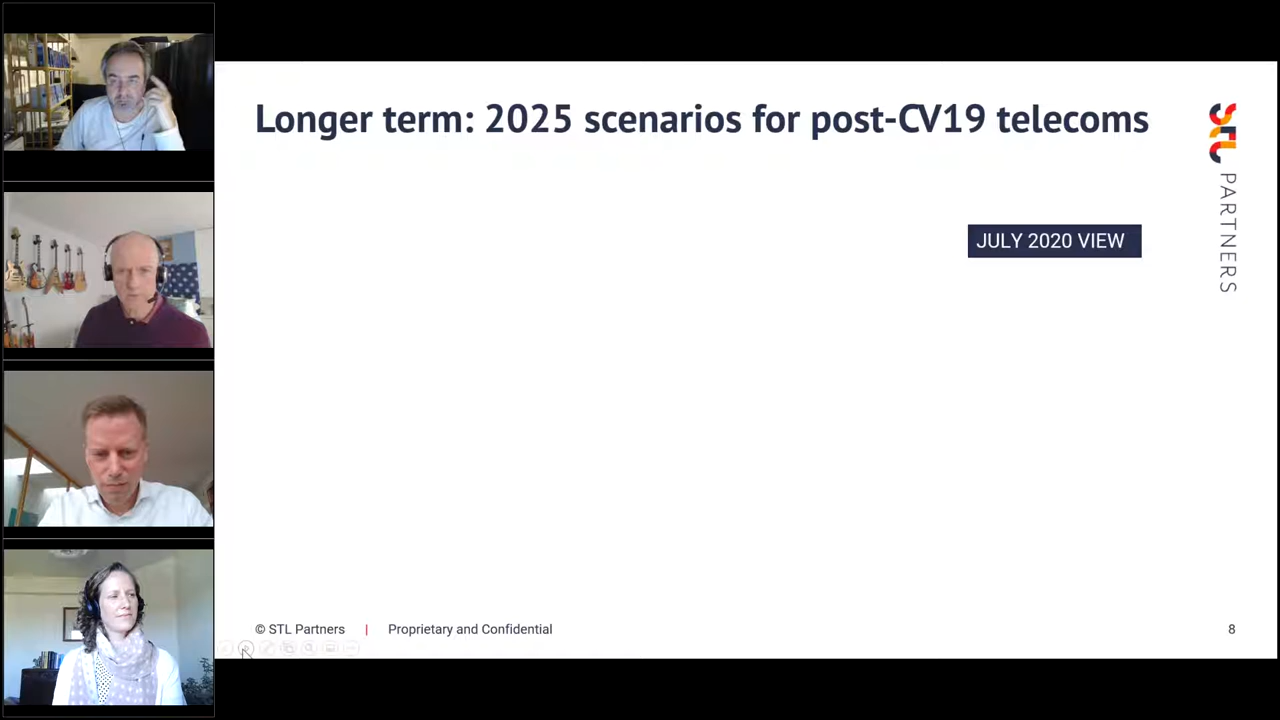 Longer term: 2025 scenarios for post-CV19 telecoms
STL
PARTNERS
JULY 2020 VIEW
© STL Partners | Proprietary and Confidential
8